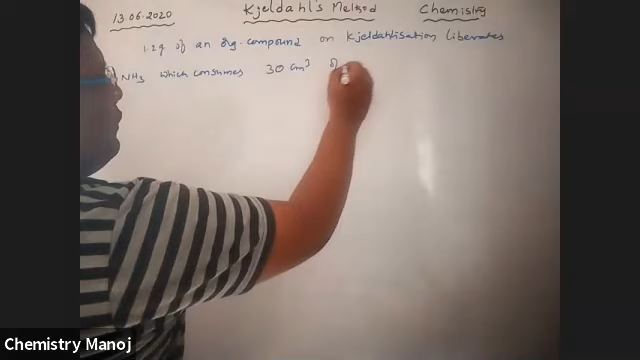 13.06.2020 Kjeldahl's Method Chemistry
1.2g of an org. compound on Kjeldahlisation liberates
NH3 which consumes 30 cm³ of
Chemistry Manoj